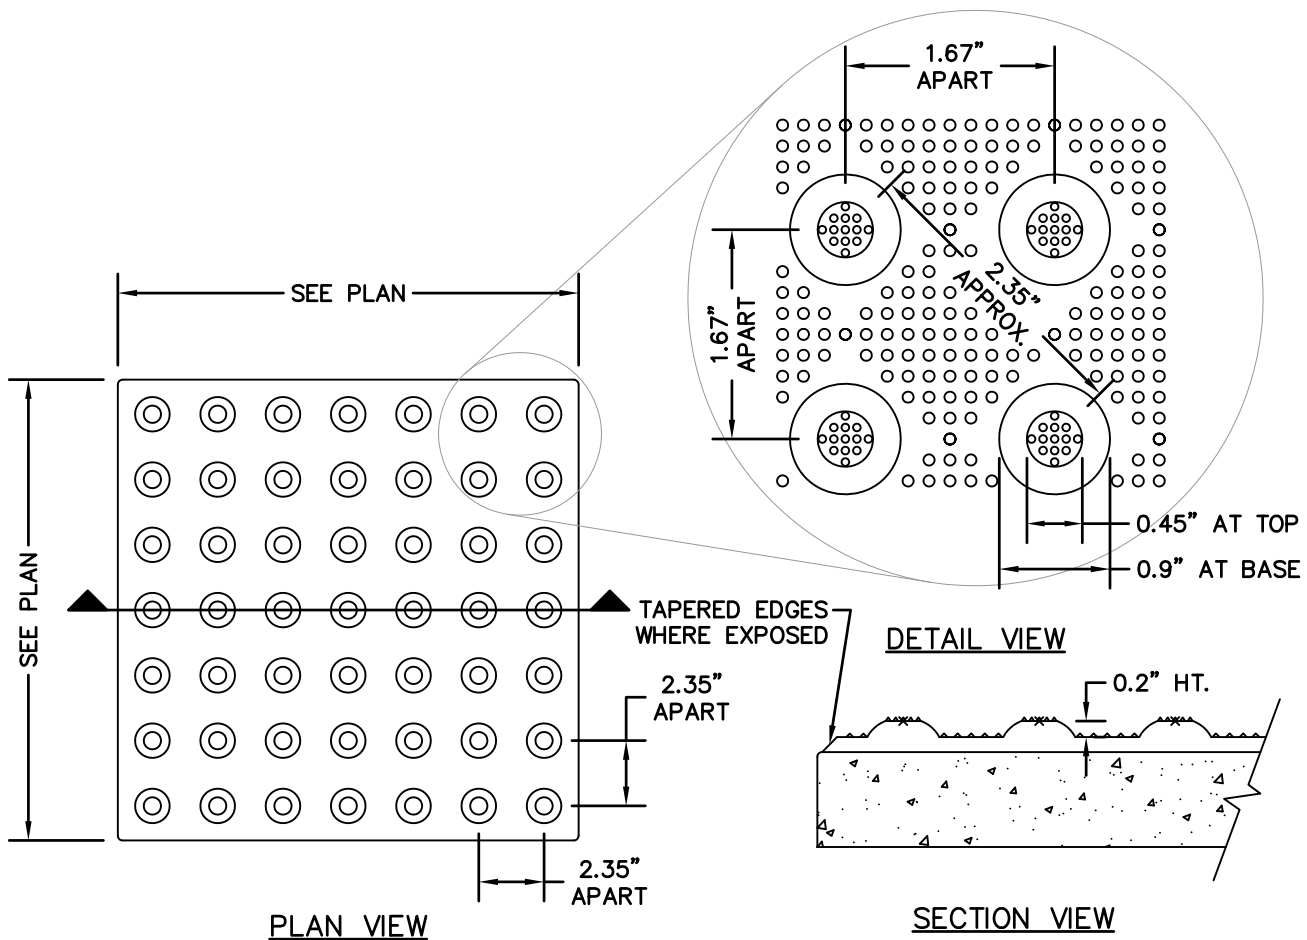 1.67”
APART
SEE PLAN
2.35”
APPROX.
1.67”
APART
0.45” AT TOP
0.9” AT BASE
SEE PLAN
TAPERED EDGES
WHERE EXPOSED
DETAIL VIEW
2.35”
APART
0.2” HT.
2.35”
APART
PLAN VIEW
SECTION VIEW